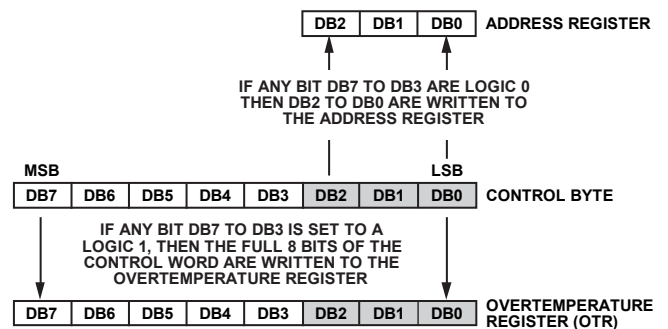 DB2 DB1 DB0 ADDRESS REGISTER
IF ANY BIT DB7 TO DB3 ARE LOGIC 0
THEN DB2 TO DB0 ARE WRITTEN TO
THE ADDRESS REGISTER
MSB LSB
DB7 DB6 DB5 DB4 DB3 DB2 DB1 DB0 CONTROL BYTE
IF ANY BIT DB7 TO DB3 IS SET TO A
LOGIC 1, THEN THE FULL 8 BITS OF THE
CONTROL WORD ARE WRITTEN TO THE
OVERTEMPERATURE REGISTER
DB7 DB6 DB5 DB4 DB3 DB2 DB1 DB0 OVERTEMPERATURE
REGISTER (OTR)